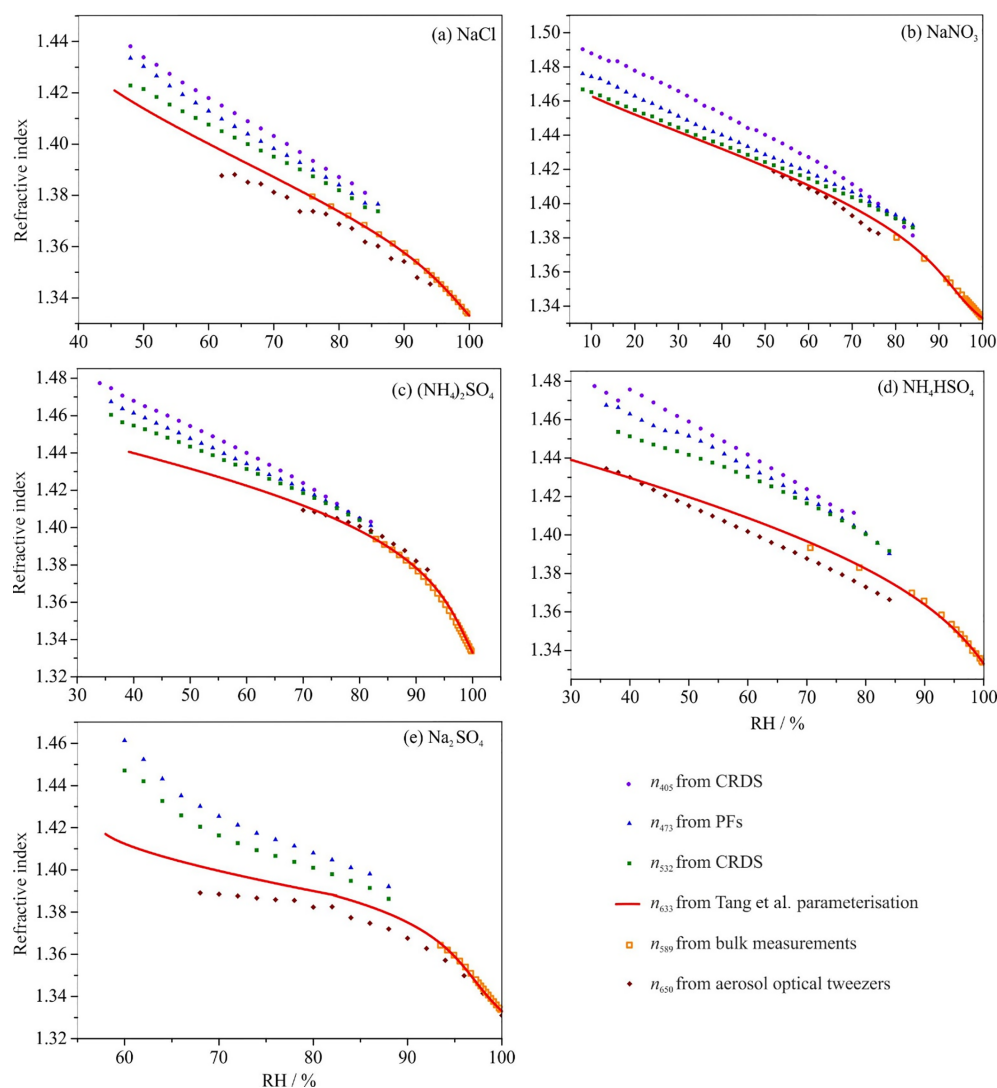 (a) NaCl
Refractive index
1.44
1.42
1.40
1.38
1.36
1.34
40 50 60 70 80 90 100
(b) NaNO₃
1.50
1.48
1.46
1.44
1.42
1.40
1.38
1.36
1.34
10 20 30 40 50 60 70 80 90 100
(c) (NH₄)₂SO₄
Refractive index
1.48
1.46
1.44
1.42
1.40
1.38
1.36
1.34
1.32
30 40 50 60 70 80 90 100
(d) NH₄HSO₄
1.48
1.46
1.44
1.42
1.40
1.38
1.36
1.34
30 40 50 60 70 80 90 100
RH / %
(e) Na₂SO₄
Refractive index
1.46
1.44
1.42
1.40
1.38
1.36
1.34
1.32
60 70 80 90 100
RH / %
n₄₀₅ from CRDS
n₄₇₃ from PFs
n₅₃₂ from CRDS
n₆₃₃ from Tang et al. parameterisation
n₅₈₉ from bulk measurements
n₆₅₀ from aerosol optical tweezers